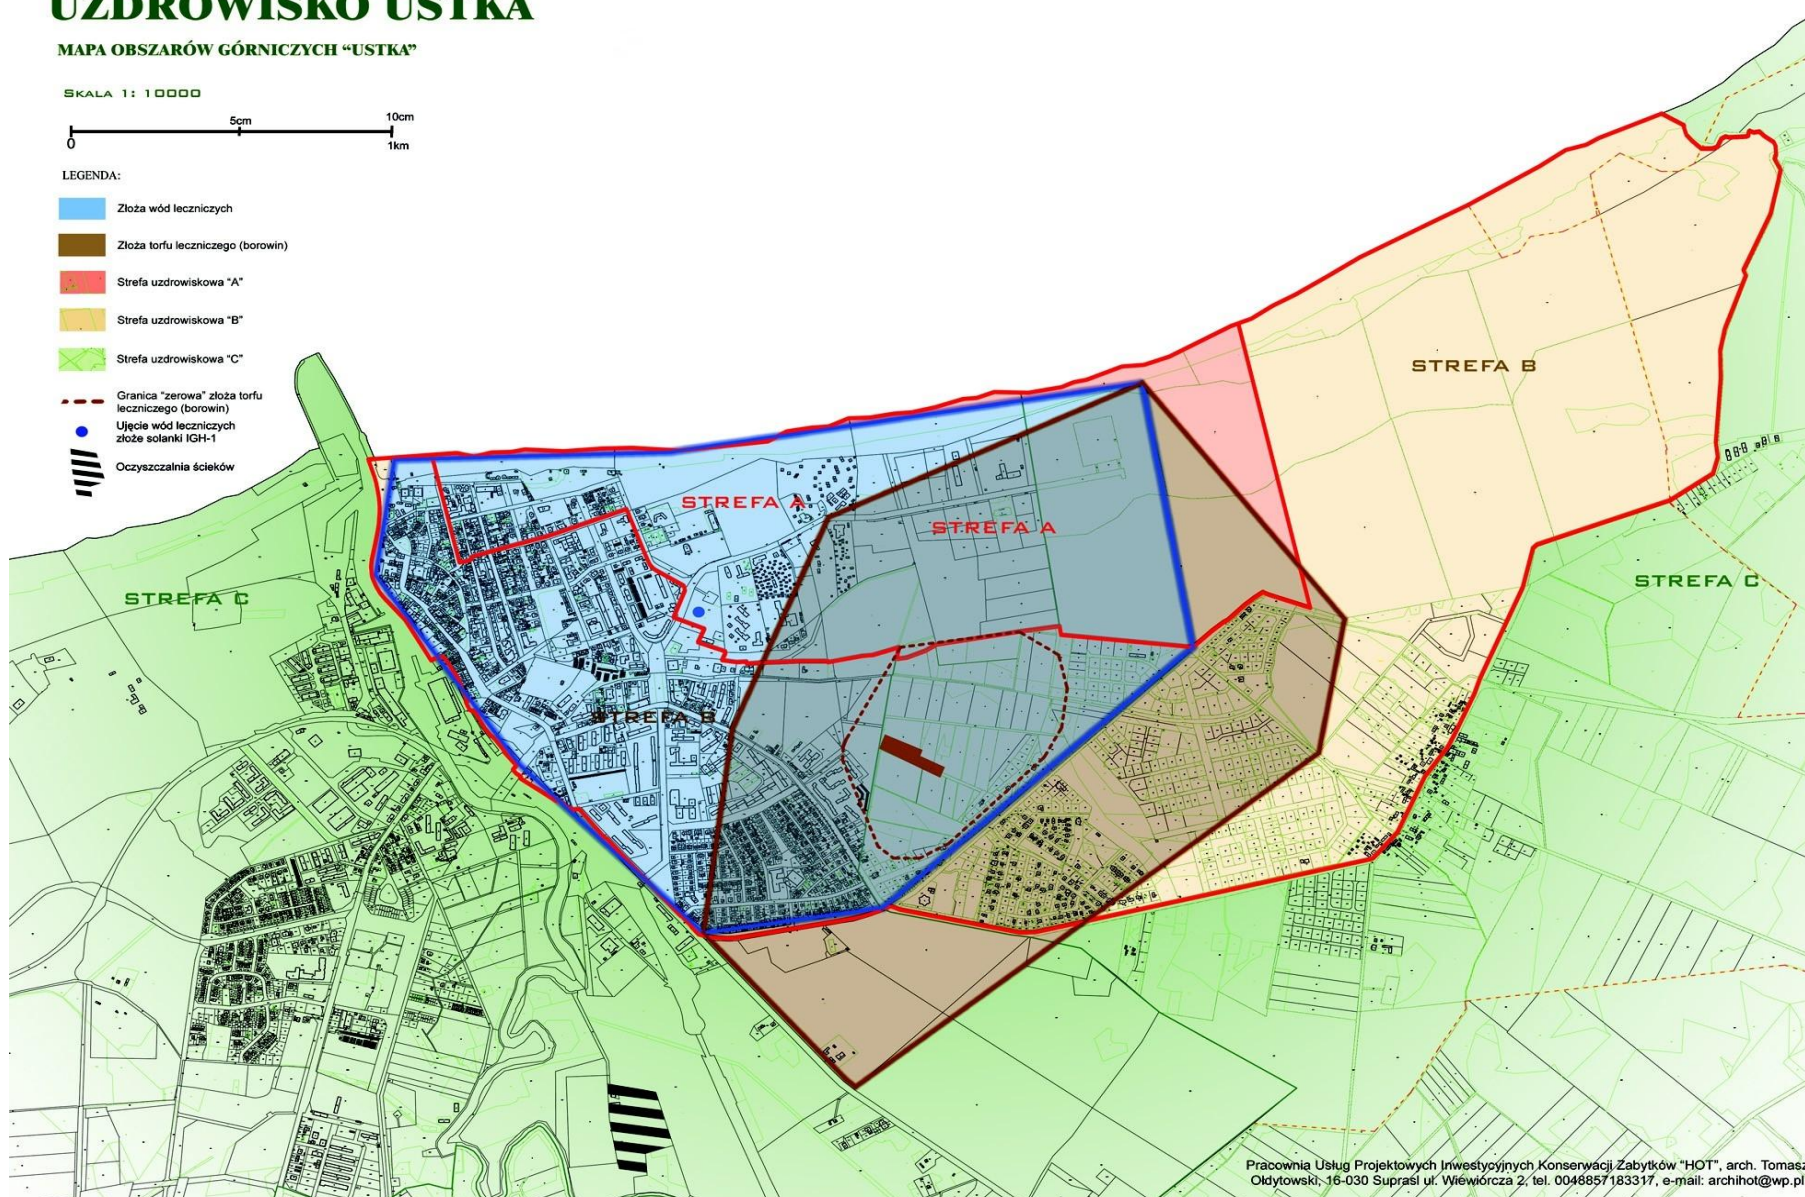 UZDROWISKO USTKA
MAPA OBSZARÓW GÓRNICZYCH “USTKA”
SKALA 1: 10000
5cm 10cm
0 1km
LEGENDA:
Złoża wód leczniczych
Złoża torfu leczniczego (borowin)
Strefa uzdrowiskowa "A"
Strefa uzdrowiskowa "B"
Strefa uzdrowiskowa "C"
Granica "zerowa" złoża torfu
leczniczego (borowin)
Ujęcie wód leczniczych
złoże solanki IGH-1
Oczyszczalnia ścieków
STREFA B
STREFA A
STREFA A
STREFA C
STREFA C
STREFA B
Pracownia Usług Projektowych Inwestycyjnych Konserwacji Zabytków "HOT", arch. Tomasz
Ołdytowski, 16-030 Supraśl ul. Wiewiórcza 2, tel. 0048857183317, e-mail: archihot@wp.pl